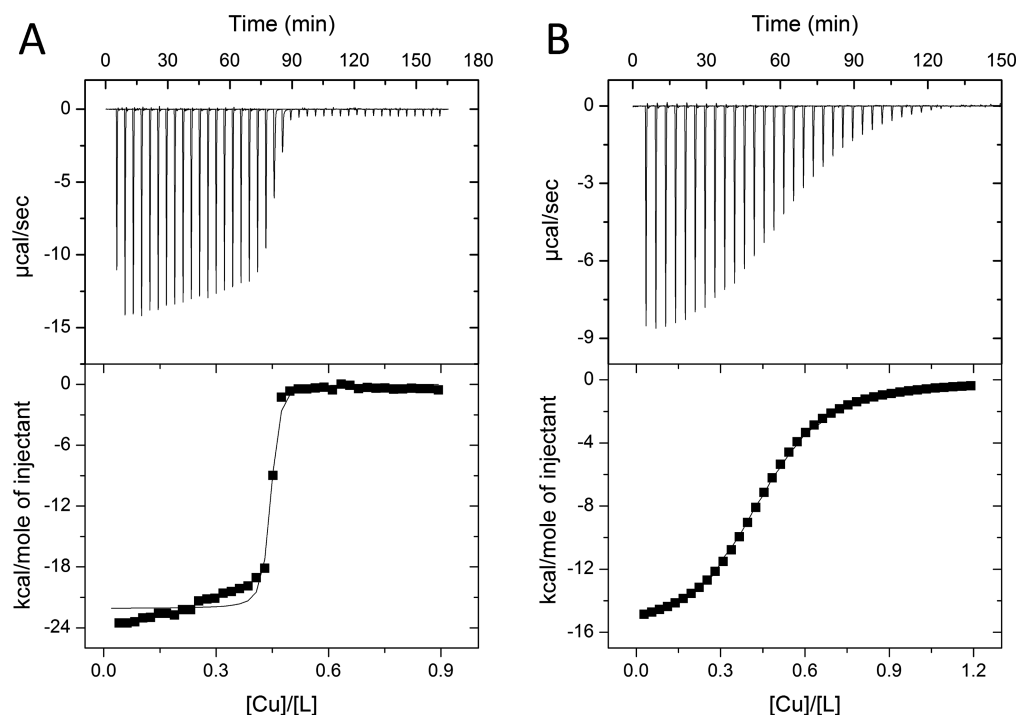 A
Time (min)
0 30 60 90 120 150 180
0
-5
-10
-15
µcal/sec
0
-6
-12
-18
-24
kcal/mole of injectant
0.0 0.3 0.6 0.9
[Cu]/[L]
B
Time (min)
0 30 60 90 120 150
0
-3
-6
-9
µcal/sec
0
-4
-8
-12
-16
kcal/mole of injectant
0.0 0.3 0.6 0.9 1.2
[Cu]/[L]